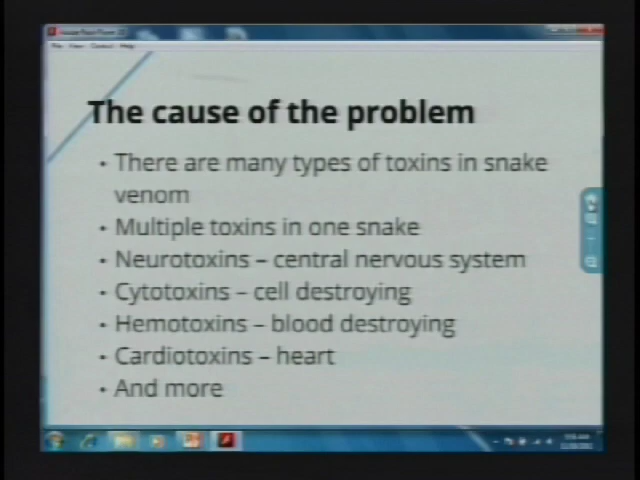 The cause of the problem
• There are many types of toxins in snake
venom
• Multiple toxins in one snake
• Neurotoxins – central nervous system
• Cytotoxins – cell destroying
• Hemotoxins – blood destroying
• Cardiotoxins – heart
• And more